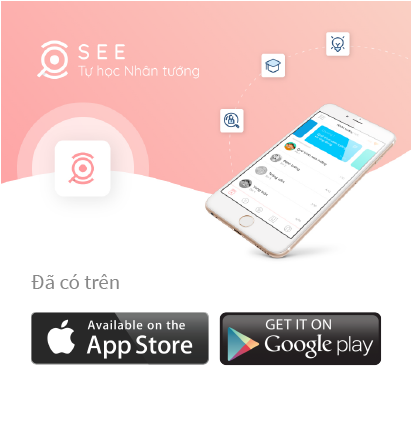 SEE
Tự học Nhân tướng
Đã có trên
Available on the
App Store
GET IT ON
Google play